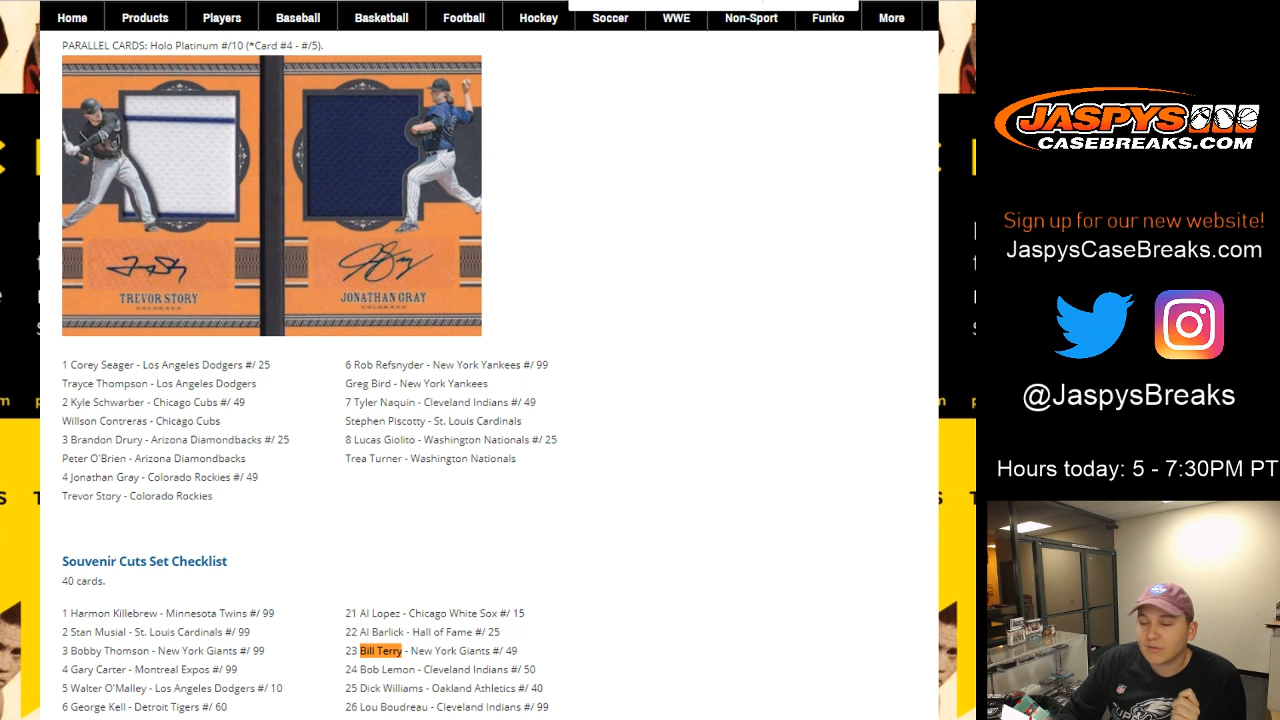 Home Products Players Baseball Basketball Football Hockey Soccer WWE Non-Sport Funko More
PARALLEL CARDS: Holo Platinum #/10 (*Card #4 - #/5).
TREVOR STORY
COLORADO
JONATHAN GRAY
COLORADO
1 Corey Seager - Los Angeles Dodgers #/ 25
Trayce Thompson - Los Angeles Dodgers
2 Kyle Schwarber - Chicago Cubs #/ 49
Willson Contreras - Chicago Cubs
3 Brandon Drury - Arizona Diamondbacks #/ 25
Peter O'Brien - Arizona Diamondbacks
4 Jonathan Gray - Colorado Rockies #/ 49
Trevor Story - Colorado Rockies
6 Rob Refsnyder - New York Yankees #/ 99
Greg Bird - New York Yankees
7 Tyler Naquin - Cleveland Indians #/ 49
Stephen Piscotty - St. Louis Cardinals
8 Lucas Giolito - Washington Nationals #/ 25
Trea Turner - Washington Nationals
Souvenir Cuts Set Checklist
40 cards.
1 Harmon Killebrew - Minnesota Twins #/ 99
2 Stan Musial - St. Louis Cardinals #/ 99
3 Bobby Thomson - New York Giants #/ 99
4 Gary Carter - Montreal Expos #/ 99
5 Walter O'Malley - Los Angeles Dodgers #/ 10
6 George Kell - Detroit Tigers #/ 60
21 Al Lopez - Chicago White Sox #/ 15
22 Al Barlick - Hall of Fame #/ 25
23 Bill Terry - New York Giants #/ 49
24 Bob Lemon - Cleveland Indians #/ 50
25 Dick Williams - Oakland Athletics #/ 40
26 Lou Boudreau - Cleveland Indians #/ 99
JASPYS
CASEBREAKS.COM
Sign up for our new website!
JaspysCaseBreaks.com
@JaspysBreaks
Hours today: 5 - 7:30PM PT